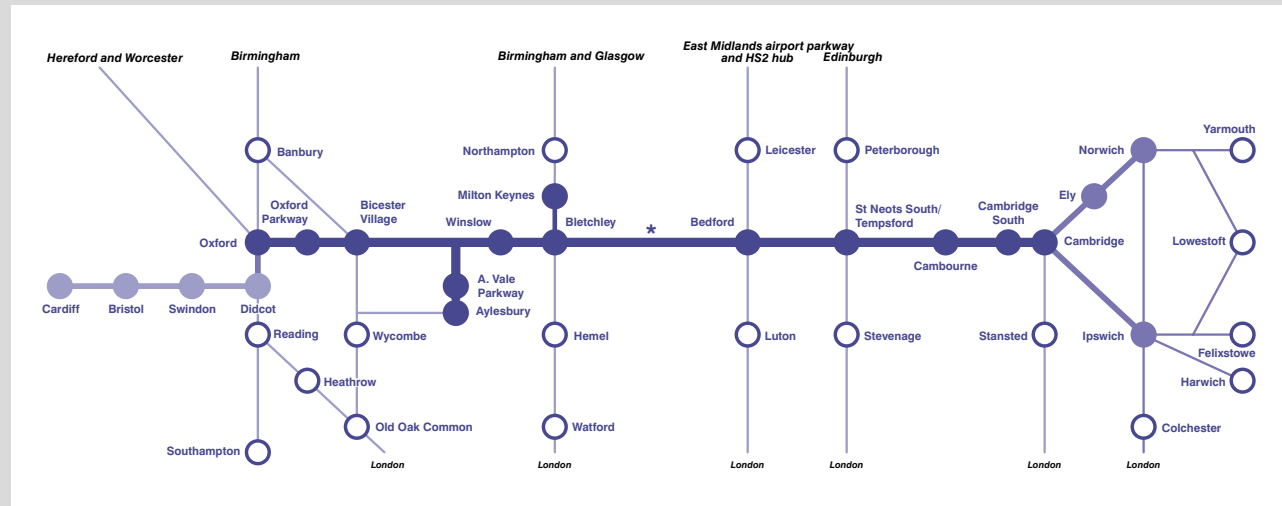 Hereford and Worcester
Birmingham
Birmingham and Glasgow
East Midlands airport parkway
and HS2 hub
Edinburgh
Yarmouth
Banbury
Northampton
Leicester
Peterborough
Norwich
Milton Keynes
Ely
Oxford
Parkway
Bicester
Village
Winslow
Bletchley
*
Bedford
St Neots South/
Tempsford
Cambridge
South
Oxford
Cambridge
Lowestoft
Cambourne
A. Vale
Parkway
Aylesbury
Cardiff
Bristol
Swindon
Didcot
Reading
Wycombe
Hemel
Luton
Stevenage
Stansted
Ipswich
Felixstowe
Heathrow
Harwich
Old Oak Common
Watford
Colchester
Southampton
London
London
London
London
London
London